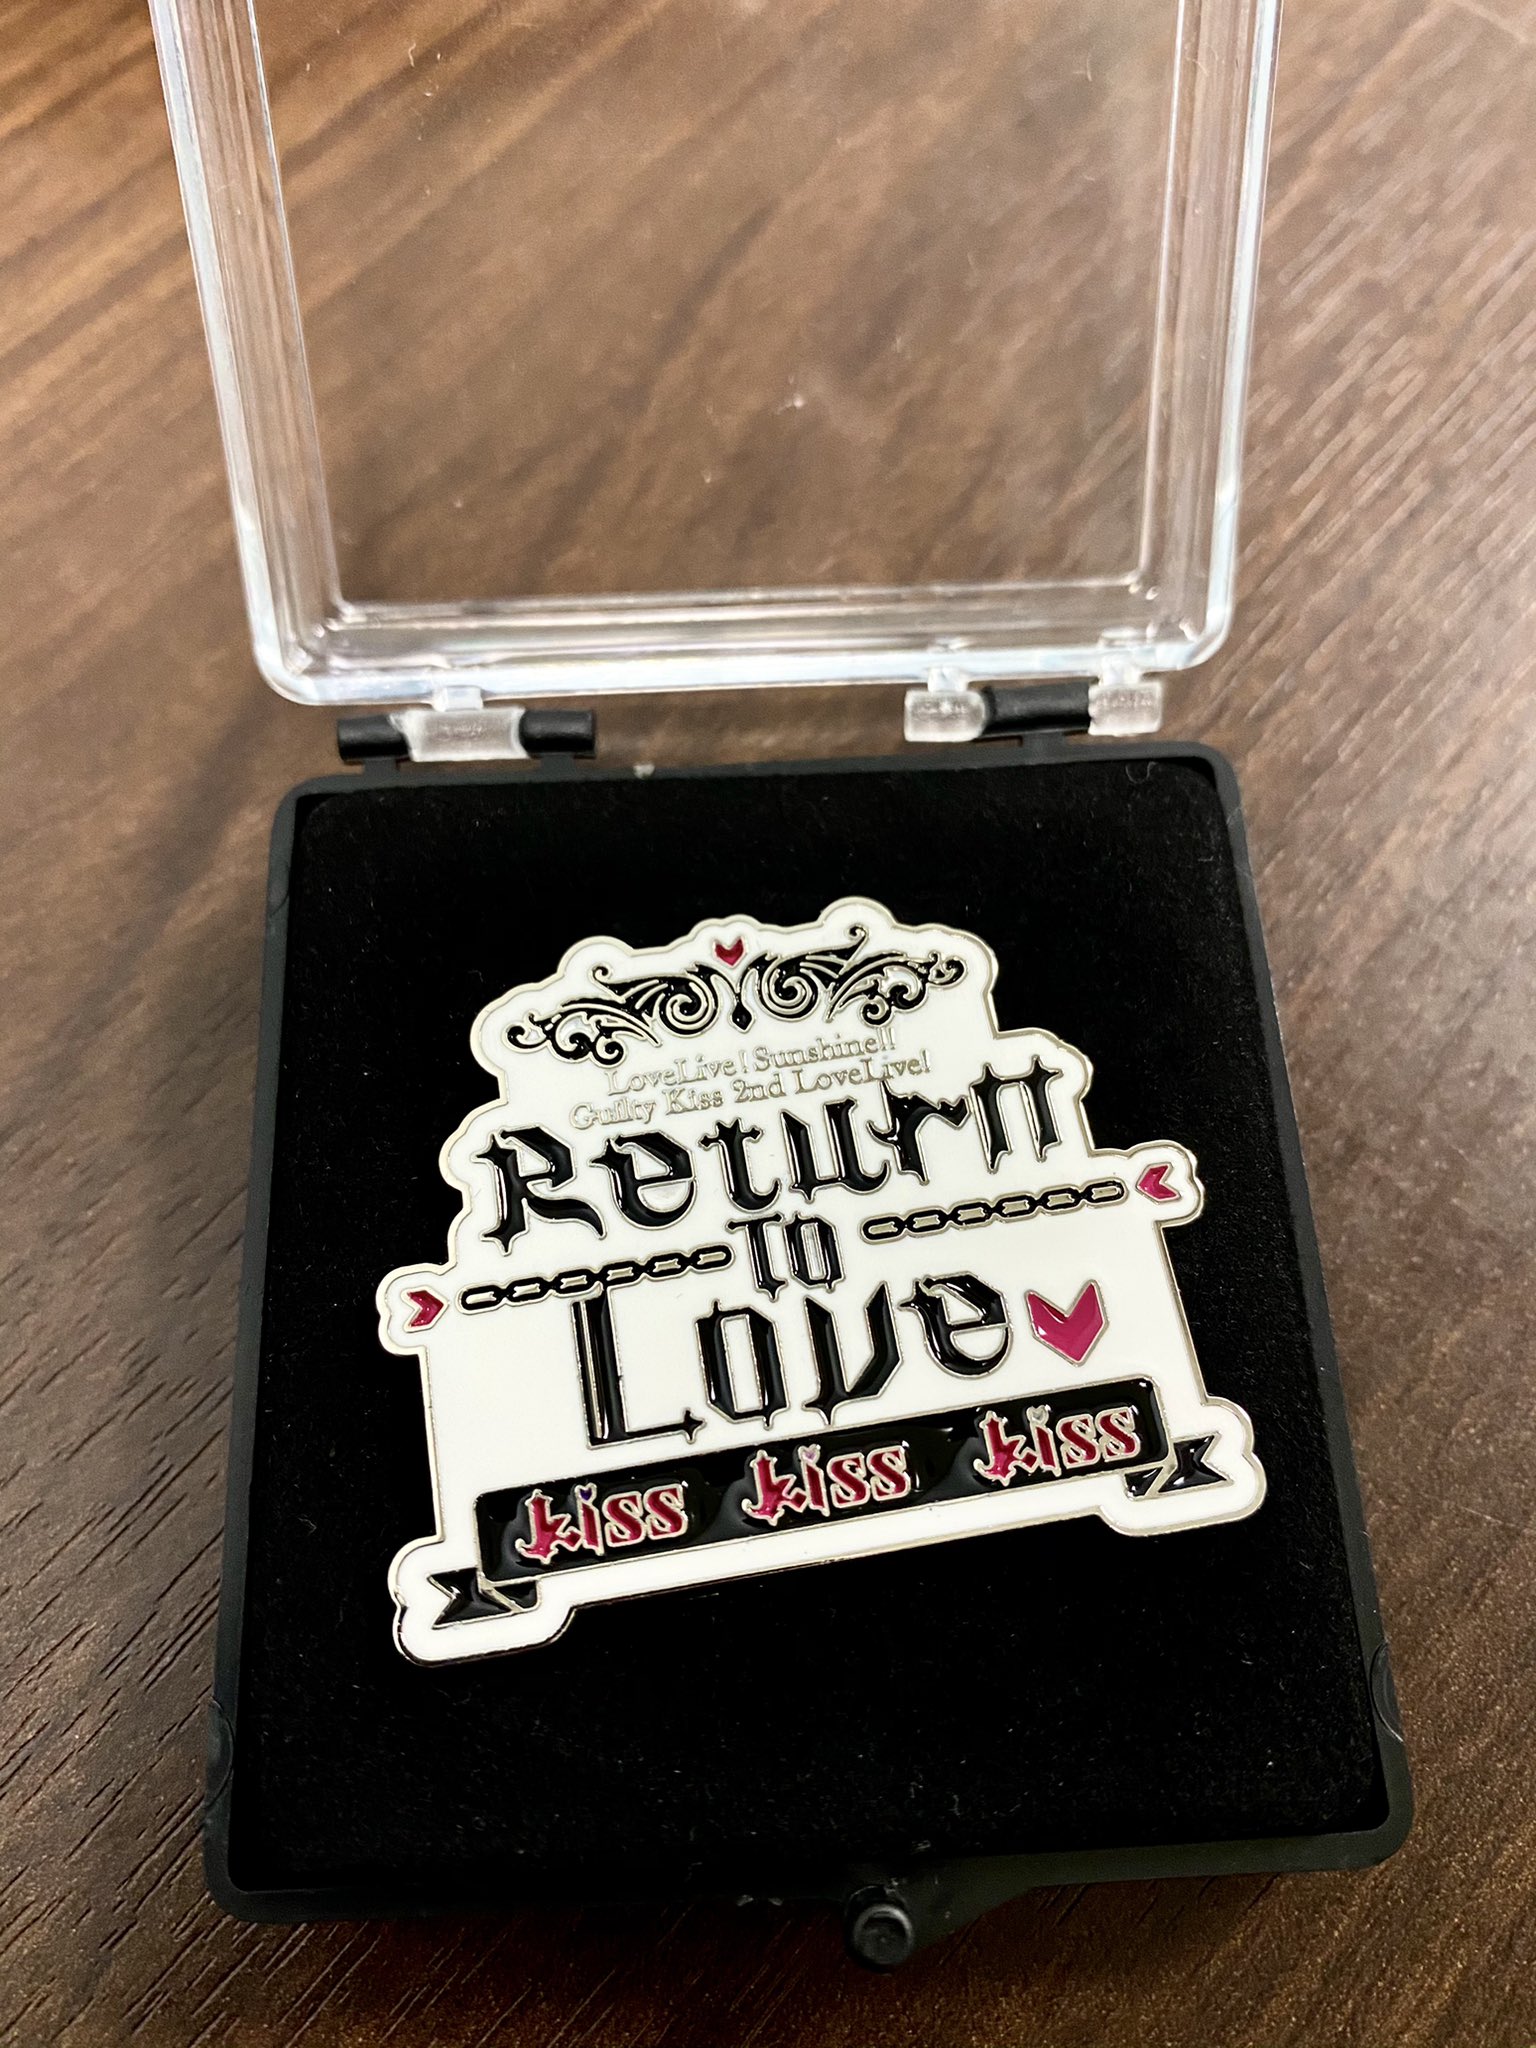 LoveLive! Sunshine!!
Guilty Kiss 2nd LoveLive!
Return
To
Love
kiss kiss kiss